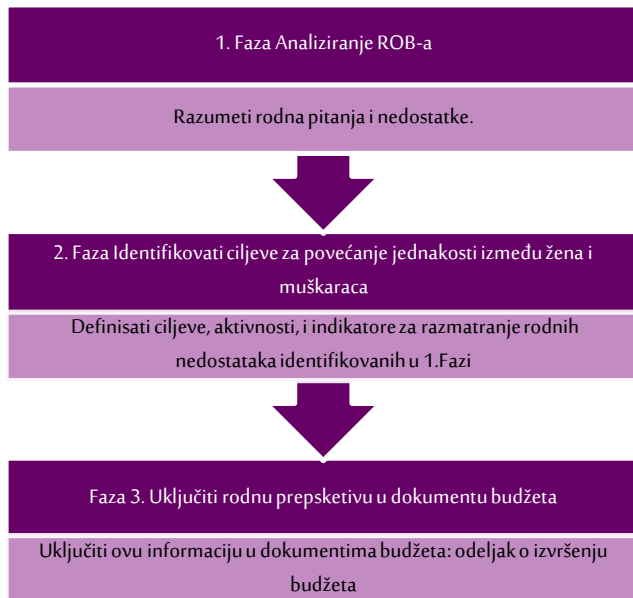 1. Faza Analiziranje ROB-a
Razumeti rodna pitanja i nedostatke.
2. Faza Identifikovati ciljeve za povećanje jednakosti između žena i
muškaraca
Definisati ciljeve, aktivnosti, i indikatore za razmatranje rodnih
nedostataka identifikovanih u 1.Fazi
Faza 3. Uključiti rodnu prepsketivu u dokumentu budžeta
Uključiti ovu informaciju u dokumentima budžeta: odeljak o izvršenju
budžeta